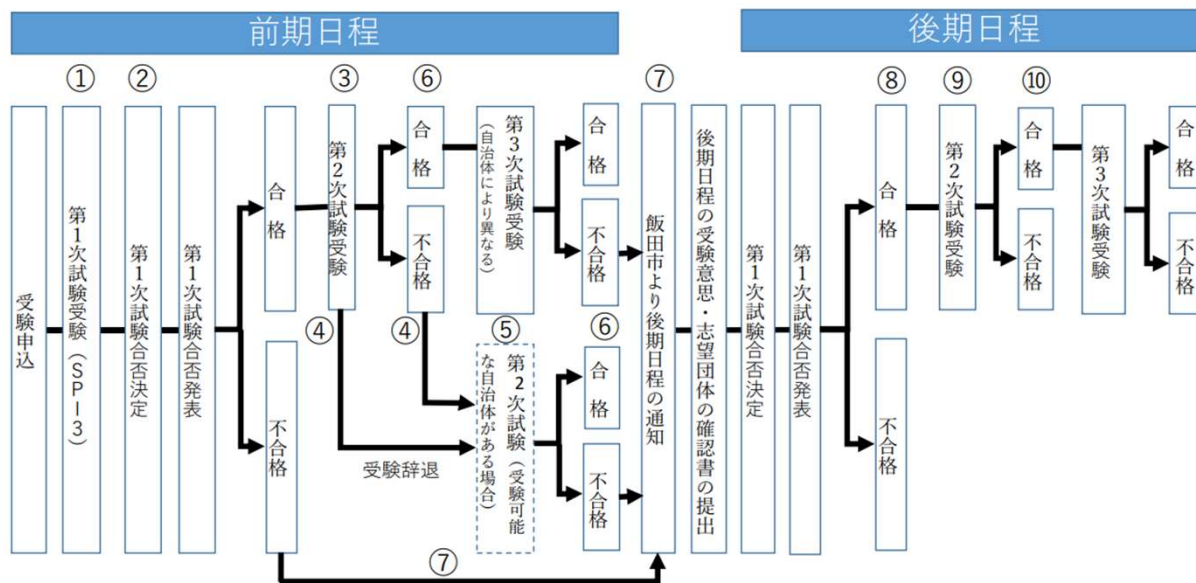 前期日程
後期日程
①
②
③
⑥
⑦
⑧
⑨
⑩
受験申込
第1次試験受験（SPI3）
第1次試験合否決定
第1次試験合否発表
合格
不合格
第2次試験受験
④
受験辞退
合格
不合格
④
第3次試験受験
（自治体により異なる）
⑤
第2次試験（受験可能
な自治体がある場合）
合格
不合格
⑥
合格
不合格
⑦
飯田市より後期日程の通知
後期日程の受験意思・志望団体の確認書の提出
第1次試験合否決定
第1次試験合否発表
合格
不合格
第2次試験受験
合格
不合格
第3次試験受験
合格
不合格